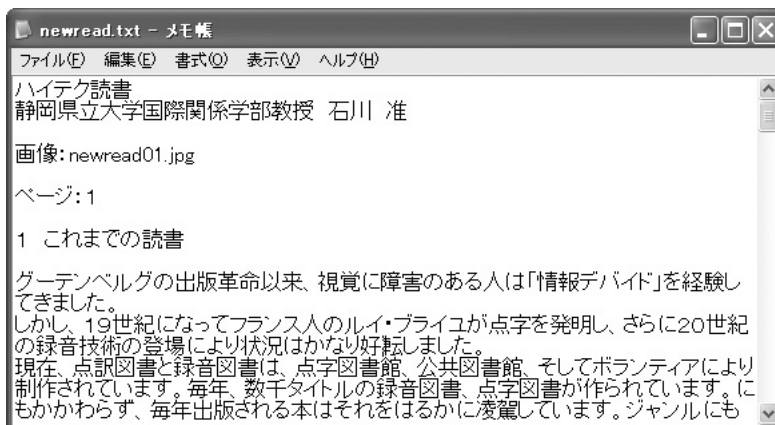 newread.txt - メモ帳
ファイル(F) 編集(E) 書式(O) 表示(V) ヘルプ(H)
ハイテク読書
静岡県立大学国際関係学部教授 石川 准
画像：newread01.jpg
ページ：1
1 これまでの読書
グーテンベルグの出版革命以来、視覚に障害のある人は「情報デバイド」を経験し
てきました。
しかし、19世紀になってフランス人のルイ・ブライユが点字を発明し、さらに20世紀
の録音技術の登場により状況はかなり好転しました。
現在、点訳図書と録音図書は、点字図書館、公共図書館、そしてボランティアにより
制作されています。毎年、数千タイトルの録音図書、点字図書が作られています。に
もかかわらず、毎年出版される本はそれをはるかに凌駕しています。ジャンルにも